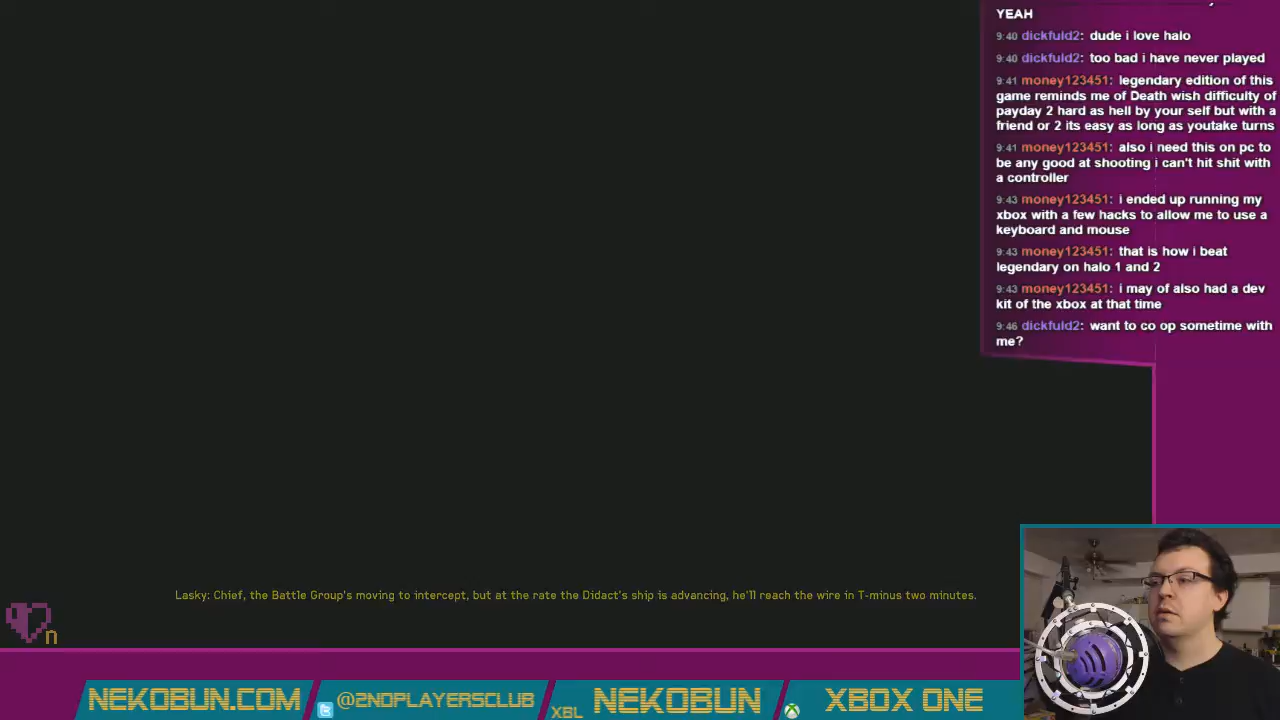 YEAH
9:40 dickfuld2: dude i love halo
9:40 dickfuld2: too bad i have never played
9:41 money123451: legendary edition of this
game reminds me of Death wish difficulty of
payday 2 hard as hell by your self but with a
friend or 2 its easy as long as youtake turns
9:41 money123451: also i need this on pc to
be any good at shooting i can't hit shit with
a controller
9:43 money123451: i ended up running my
xbox with a few hacks to allow me to use a
keyboard and mouse
9:43 money123451: that is how i beat
legendary on halo 1 and 2
9:43 money123451: i may of also had a dev
kit of the xbox at that time
9:46 dickfuld2: want to co op sometime with
me?
Lasky: Chief, the Battle Group's moving to intercept, but at the rate the Didact's ship is advancing, he'll reach the wire in T-minus two minutes.
n
NEKOBUN.COM
@2NDPLAYERSCLUB
XBL NEKOBUN
XBOX ONE